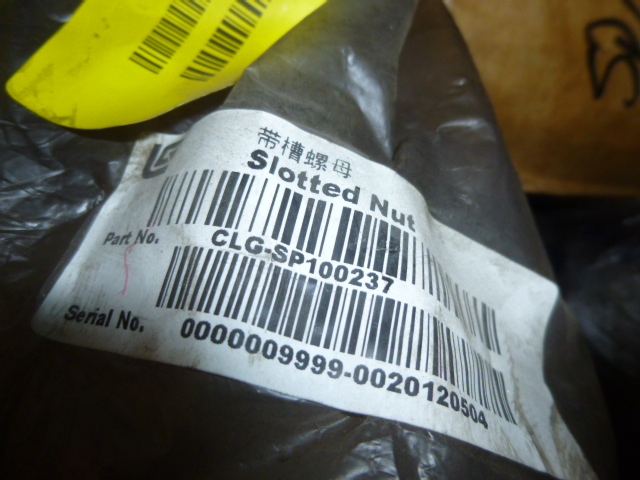 带槽螺母
Slotted Nut
Part No.
CLG-SP100237
Serial No.
0000009999-0020120504